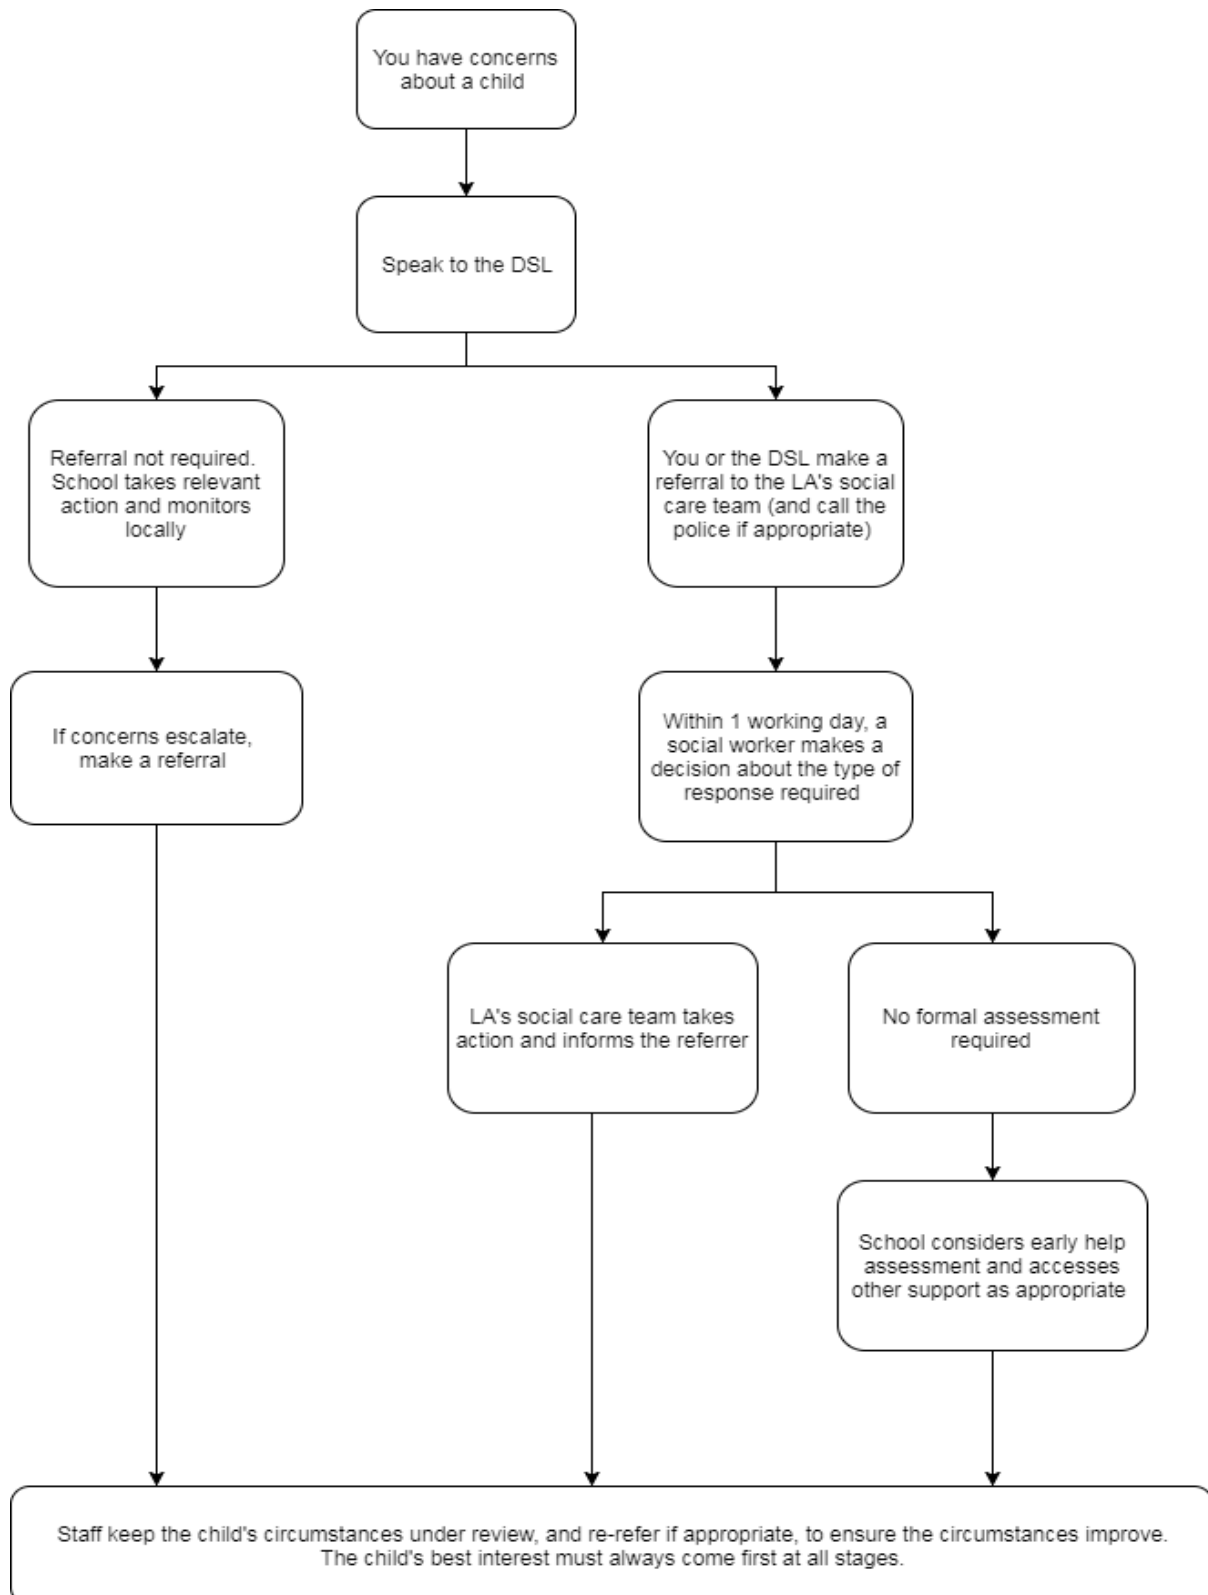 You have concerns
about a child
Speak to the DSL
Referral not required.
School takes relevant
action and monitors
locally
You or the DSL make a
referral to the LA's social
care team (and call the
police if appropriate)
If concerns escalate,
make a referral
Within 1 working day, a
social worker makes a
decision about the type of
response required
LA's social care team takes
action and informs the referrer
No formal assessment
required
School considers early help
assessment and accesses
other support as appropriate
Staff keep the child's circumstances under review, and re-refer if appropriate, to ensure the circumstances improve.
The child's best interest must always come first at all stages.